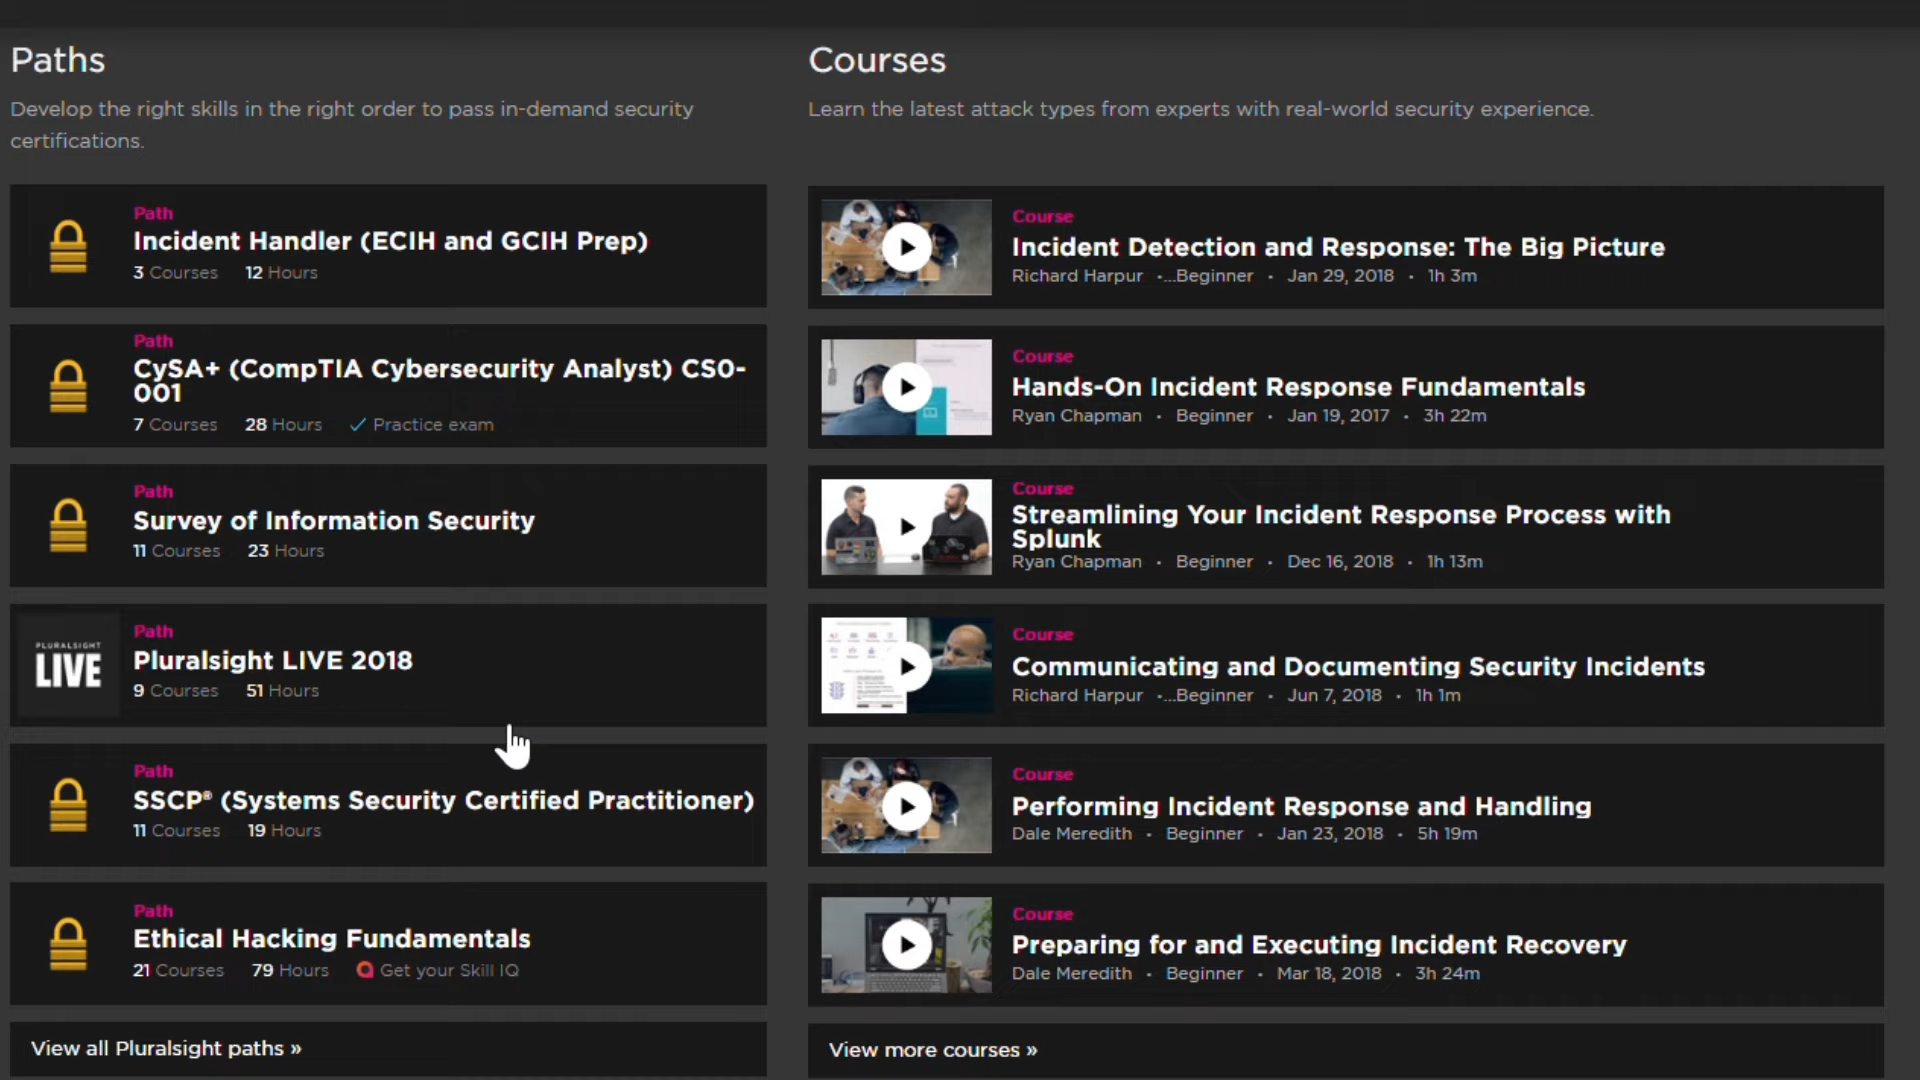 Paths
Develop the right skills in the right order to pass in-demand security
certifications.
Path
Incident Handler (ECIH and GCIH Prep)
3 Courses 12 Hours
Path
CySA+ (CompTIA Cybersecurity Analyst) CS0-
001
7 Courses 28 Hours ✓ Practice exam
Path
Survey of Information Security
11 Courses 23 Hours
PLURALSIGHT
LIVE
Path
Pluralsight LIVE 2018
9 Courses 51 Hours
Path
SSCP® (Systems Security Certified Practitioner)
11 Courses 19 Hours
Path
Ethical Hacking Fundamentals
21 Courses 79 Hours Get your Skill IQ
View all Pluralsight paths »
Courses
Learn the latest attack types from experts with real-world security experience.
Course
Incident Detection and Response: The Big Picture
Richard Harpur •...Beginner • Jan 29, 2018 • 1h 3m
Course
Hands-On Incident Response Fundamentals
Ryan Chapman • Beginner • Jan 19, 2017 • 3h 22m
Course
Streamlining Your Incident Response Process with
Splunk
Ryan Chapman • Beginner • Dec 16, 2018 • 1h 13m
Course
Communicating and Documenting Security Incidents
Richard Harpur •...Beginner • Jun 7, 2018 • 1h 1m
Course
Performing Incident Response and Handling
Dale Meredith • Beginner • Jan 23, 2018 • 5h 19m
Course
Preparing for and Executing Incident Recovery
Dale Meredith • Beginner • Mar 18, 2018 • 3h 24m
View more courses »